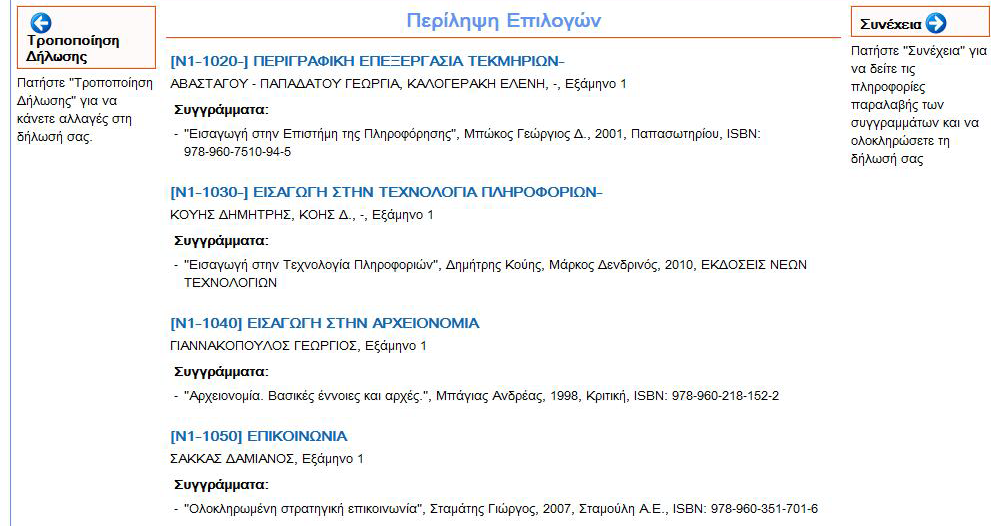 Τροποποίηση
Δήλωσης
Πατήστε "Τροποποίηση
Δήλωσης" για να
κάνετε αλλαγές στη
δήλωσή σας.
Περίληψη Επιλογών
[N1-1020-] ΠΕΡΙΓΡΑΦΙΚΗ ΕΠΕΞΕΡΓΑΣΙΑ ΤΕΚΜΗΡΙΩΝ-
ΑΒΑΣΤΑΓΟΥ - ΠΑΠΑΔΑΤΟΥ ΓΕΩΡΓΙΑ, ΚΑΛΟΓΕΡΑΚΗ ΕΛΕΝΗ, -, Εξάμηνο 1
Συγγράμματα:
- "Εισαγωγή στην Επιστήμη της Πληροφόρησης", Μπώκος Γεώργιος Δ., 2001, Παπασωτηρίου, ISBN:
978-960-7510-94-5
[N1-1030-] ΕΙΣΑΓΩΓΗ ΣΤΗΝ ΤΕΧΝΟΛΟΓΙΑ ΠΛΗΡΟΦΟΡΙΩΝ-
ΚΟΥΗΣ ΔΗΜΗΤΡΗΣ, ΚΟΗΣ Δ., -, Εξάμηνο 1
Συγγράμματα:
- "Εισαγωγή στην Τεχνολογία Πληροφοριών", Δημήτρης Κούης, Μάρκος Δενδρινός, 2010, ΕΚΔΟΣΕΙΣ ΝΕΩΝ
ΤΕΧΝΟΛΟΓΙΩΝ
[N1-1040] ΕΙΣΑΓΩΓΗ ΣΤΗΝ ΑΡΧΕΙΟΝΟΜΙΑ
ΓΙΑΝΝΑΚΟΠΟΥΛΟΣ ΓΕΩΡΓΙΟΣ, Εξάμηνο 1
Συγγράμματα:
- "Αρχειονομία. Βασικές έννοιες και αρχές.", Μπάγιας Ανδρέας, 1998, Κριτική, ISBN: 978-960-218-152-2
[N1-1050] ΕΠΙΚΟΙΝΩΝΙΑ
ΣΑΚΚΑΣ ΔΑΜΙΑΝΟΣ, Εξάμηνο 1
Συγγράμματα:
- "Ολοκληρωμένη στρατηγική επικοινωνία", Σταμάτης Γιώργος, 2007, Σταμούλη Α.Ε., ISBN: 978-960-351-701-6
Συνέχεια
Πατήστε "Συνέχεια" για
να δείτε τις
πληροφορίες
παραλαβής των
συγγραμμάτων και να
ολοκληρώσετε τη
δήλωσή σας